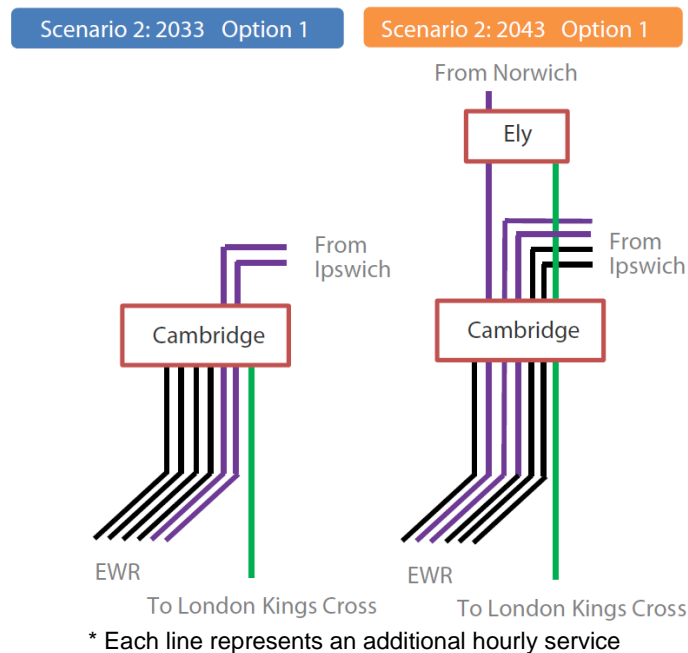 Scenario 2: 2033 Option 1
From
Ipswich
Cambridge
EWR
To London Kings Cross
Scenario 2: 2043 Option 1
From Norwich
Ely
From
Ipswich
Cambridge
EWR
To London Kings Cross
* Each line represents an additional hourly service